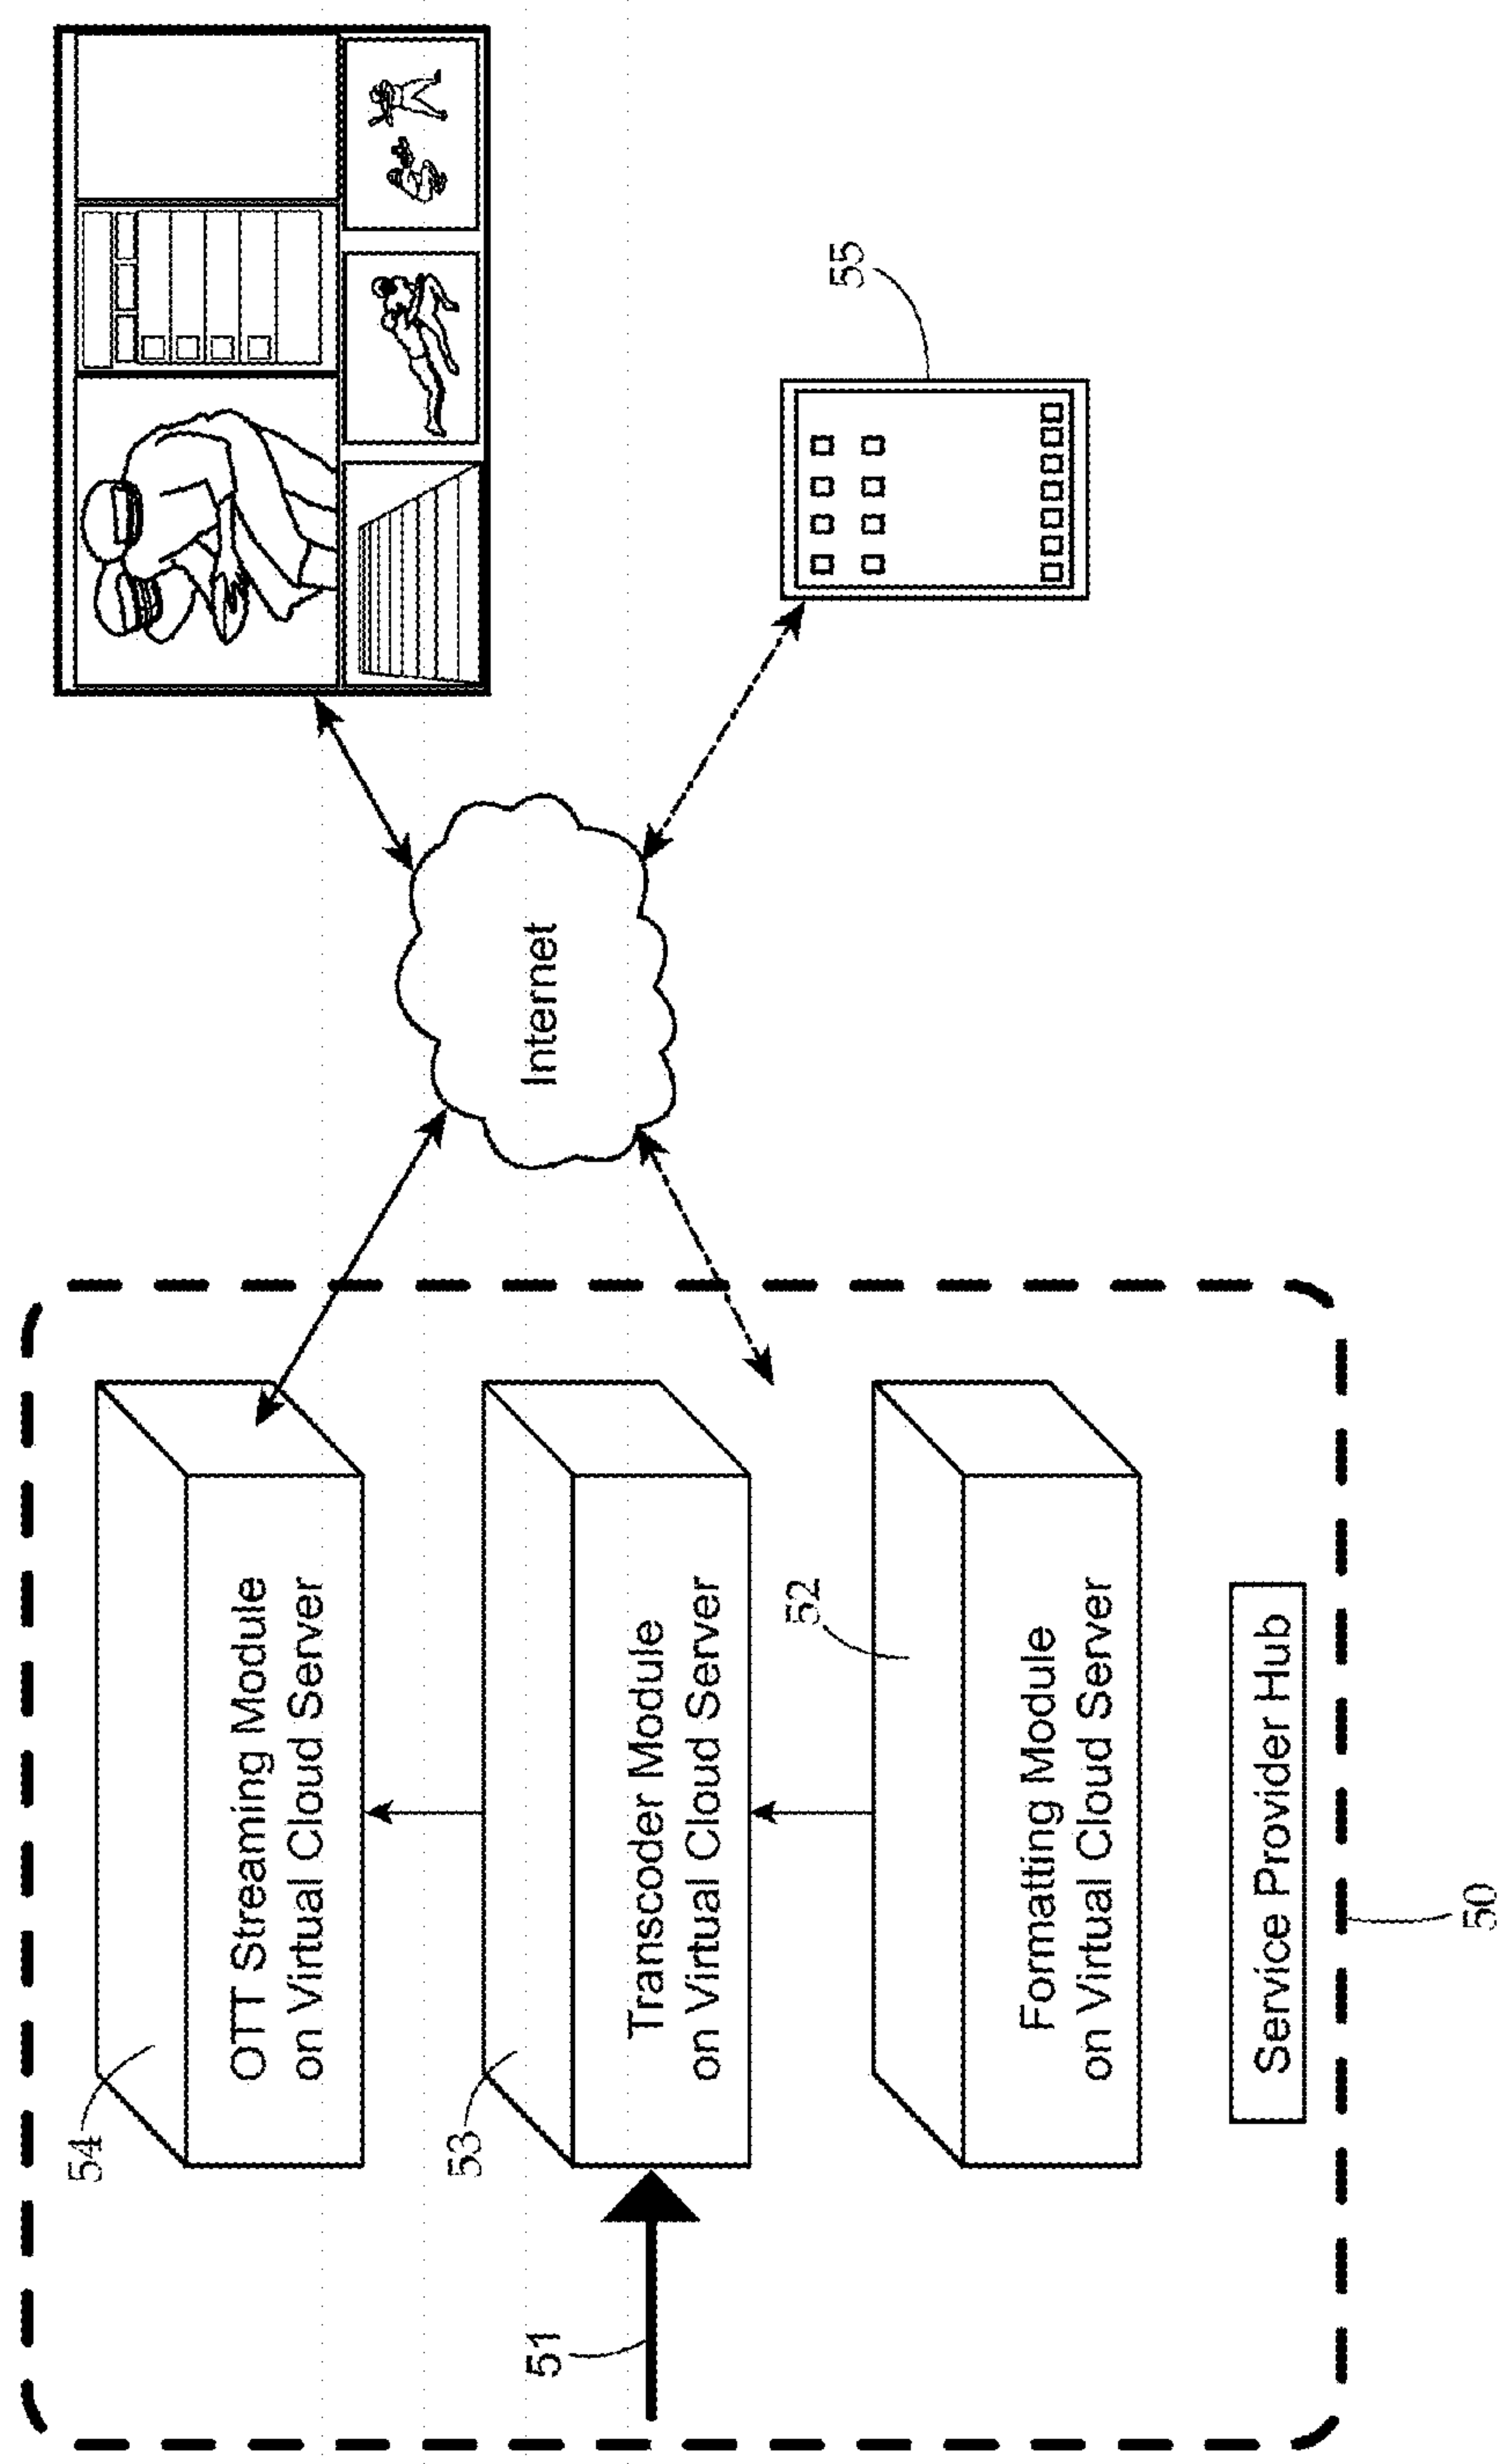 54
OTT Streaming Module
on Virtual Cloud Server
53
Transcoder Module
on Virtual Cloud Server
51
52
Formatting Module
on Virtual Cloud Server
Service Provider Hub
50
Internet
55